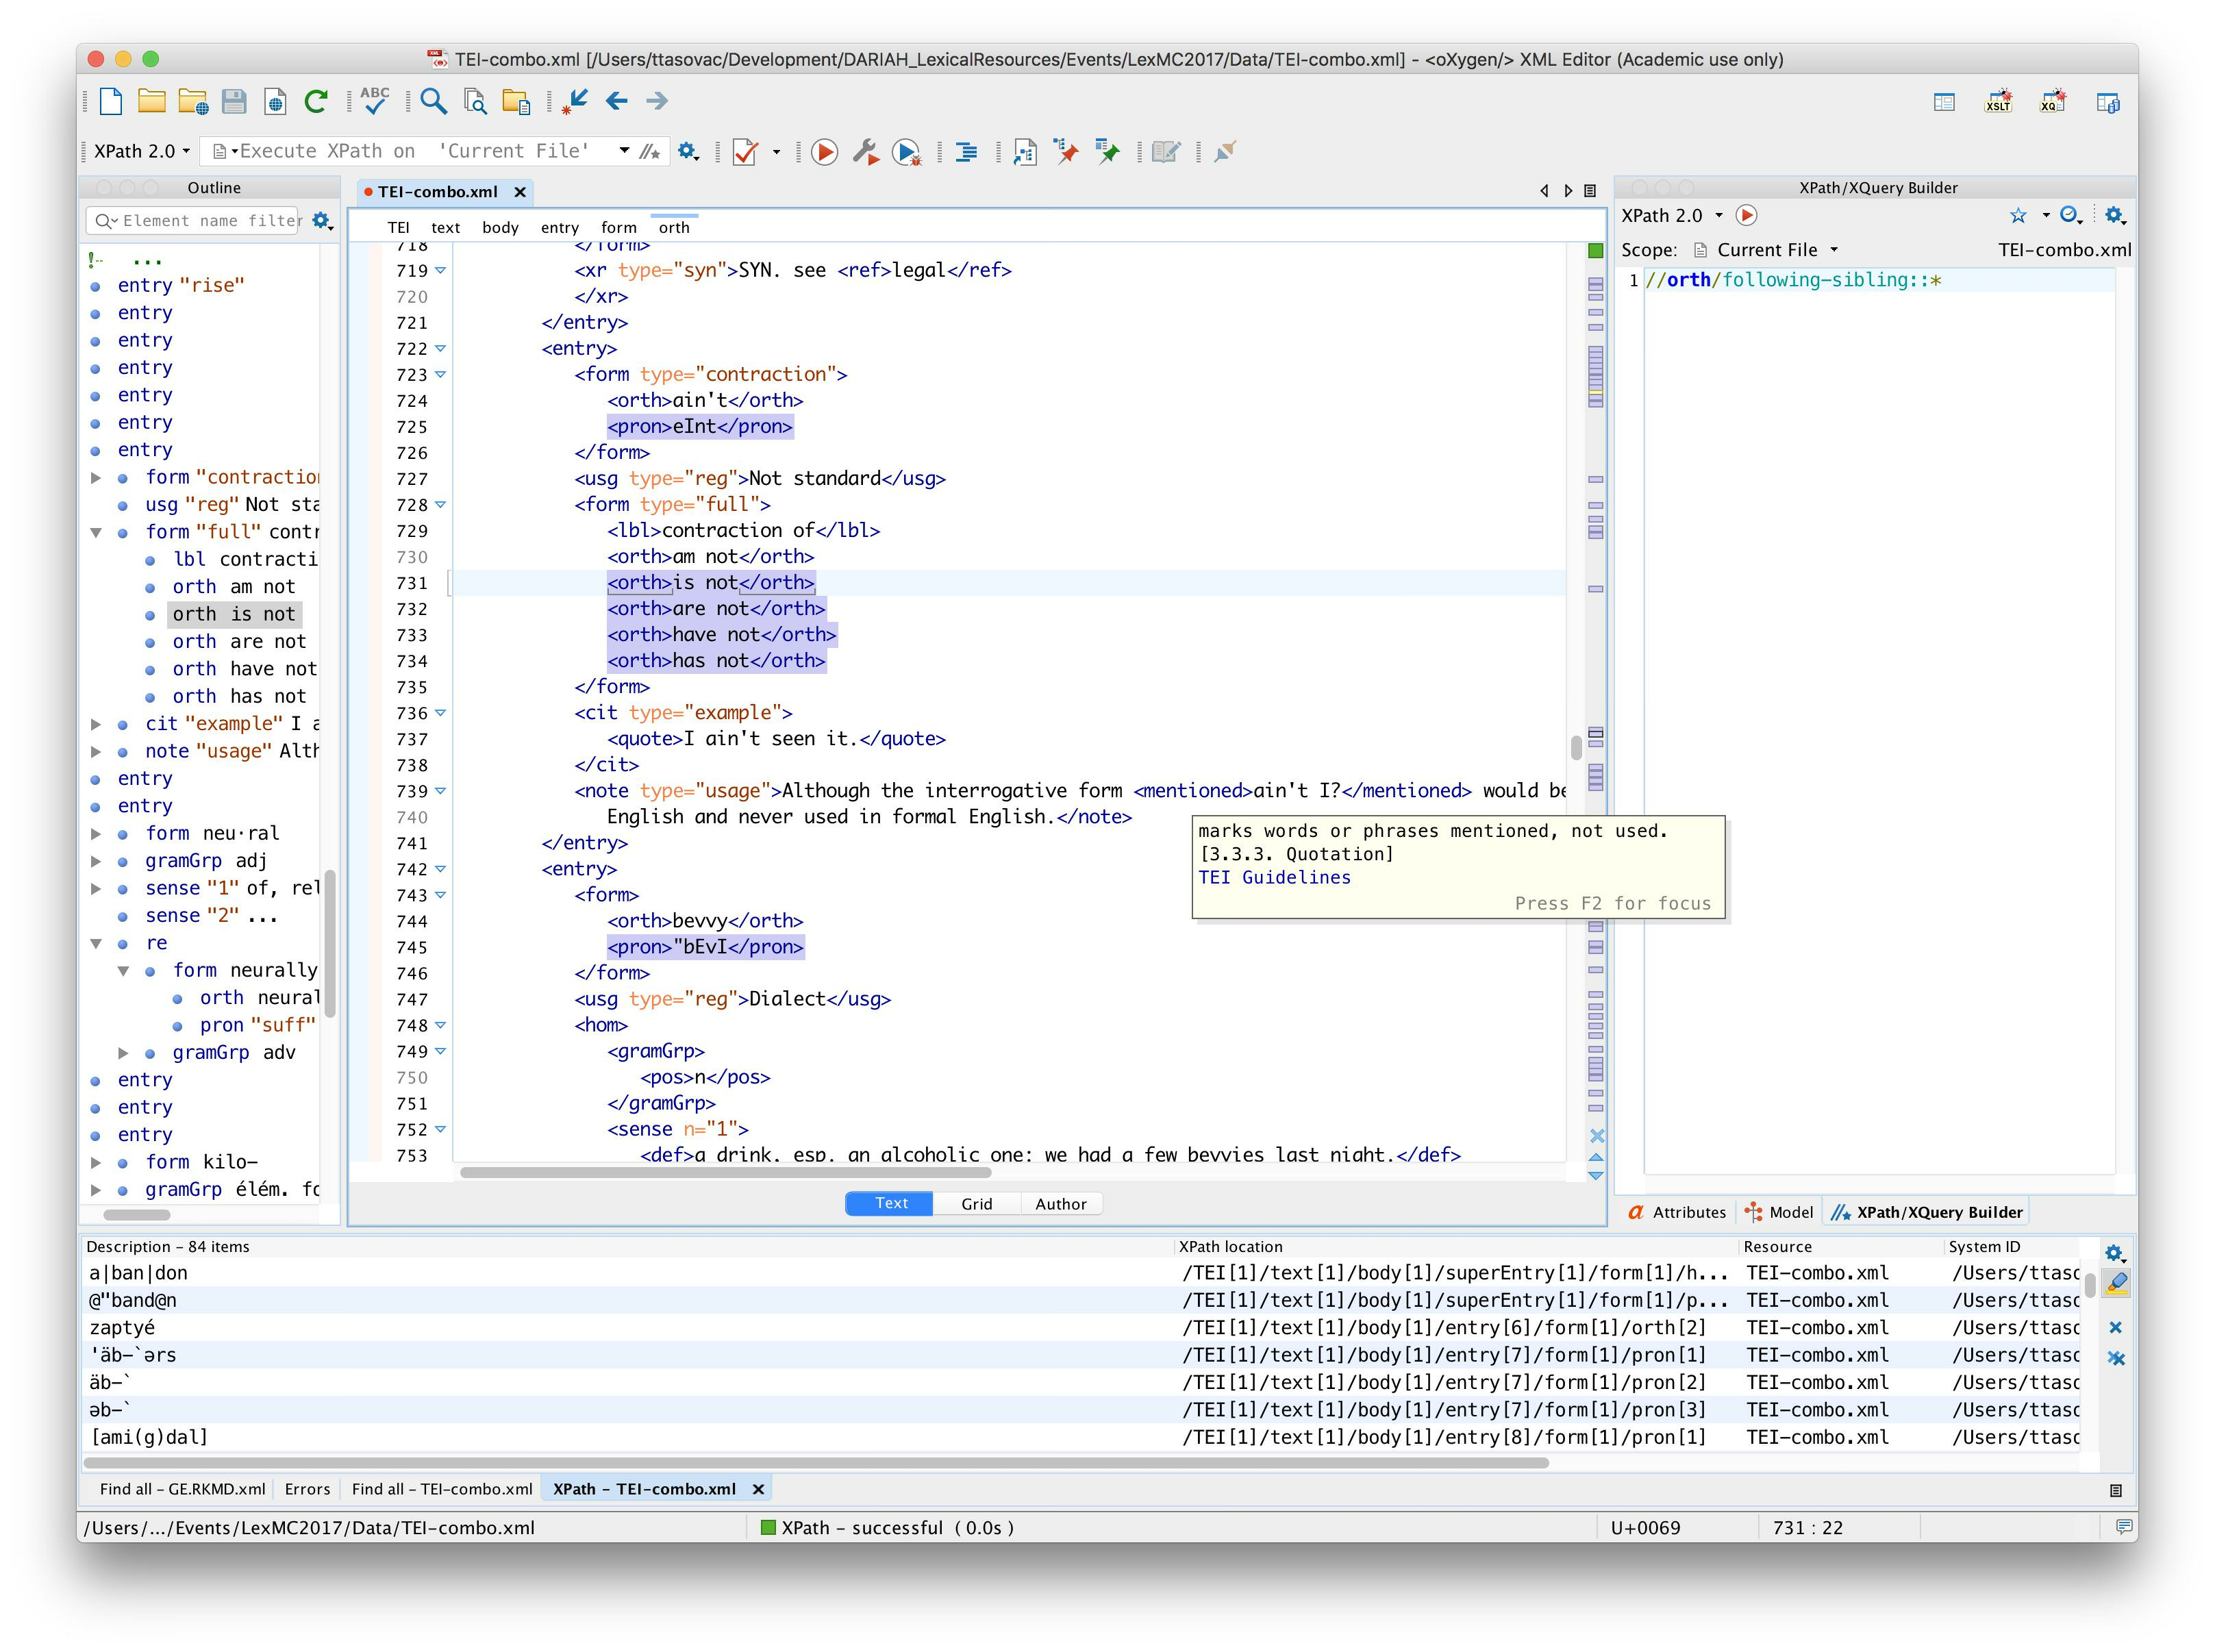 TEI-combo.xml [/Users/ttasovac/Development/DARIAH_LexicalResources/Events/LexMC2017/Data/TEI-combo.xml] - <oXygen/> XML Editor (Academic use only)
ABC
XSLT
XQ
XPath 2.0
Execute XPath on 'Current File'
Outline
Element name filter
...
entry "rise"
entry
entry
entry
entry
entry
entry
form "contraction
usg "reg" Not sta
form "full" contr
lbl contracti
orth am not
orth is not
orth are not
orth have not
orth has not
cit "example" I a
note "usage" Alth
entry
entry
form neu·ral
gramGrp adj
sense "1" of, rel
sense "2" ...
re
form neurally
orth neural
pron "suff"
gramGrp adv
entry
entry
entry
form kilo-
gramGrp élém. fo
TEI-combo.xml
TEI text body entry form orth
718 </form>
719 <xr type="syn">SYN. see <ref>legal</ref>
720 </xr>
721 </entry>
722 <entry>
723 <form type="contraction">
724 <orth>ain't</orth>
725 <pron>eInt</pron>
726 </form>
727 <usg type="reg">Not standard</usg>
728 <form type="full">
729 <lbl>contraction of</lbl>
730 <orth>am not</orth>
731 <orth>is not</orth>
732 <orth>are not</orth>
733 <orth>have not</orth>
734 <orth>has not</orth>
735 </form>
736 <cit type="example">
737 <quote>I ain't seen it.</quote>
738 </cit>
739 <note type="usage">Although the interrogative form <mentioned>ain't I?</mentioned> would be
740 English and never used in formal English.</note>
741 </entry>
742 <entry>
743 <form>
744 <orth>bevvy</orth>
745 <pron>"bEvI</pron>
746 </form>
747 <usg type="reg">Dialect</usg>
748 <hom>
749 <gramGrp>
750 <pos>n</pos>
751 </gramGrp>
752 <sense n="1">
753 <def>a drink, esp. an alcoholic one: we had a few bevvies last night.</def>
marks words or phrases mentioned, not used.
[3.3.3. Quotation]
TEI Guidelines
Press F2 for focus
Text Grid Author
XPath/XQuery Builder
XPath 2.0
Scope: Current File TEI-combo.xml
1 //orth/following-sibling::*
Attributes Model XPath/XQuery Builder
Description - 84 items XPath location Resource System ID
a|ban|don /TEI[1]/text[1]/body[1]/superEntry[1]/form[1]/h... TEI-combo.xml /Users/ttasc
@"band@n /TEI[1]/text[1]/body[1]/superEntry[1]/form[1]/p... TEI-combo.xml /Users/ttasc
zaptyé /TEI[1]/text[1]/body[1]/entry[6]/form[1]/orth[2] TEI-combo.xml /Users/ttasc
'äb-`ərs /TEI[1]/text[1]/body[1]/entry[7]/form[1]/pron[1] TEI-combo.xml /Users/ttasc
äb-` /TEI[1]/text[1]/body[1]/entry[7]/form[1]/pron[2] TEI-combo.xml /Users/ttasc
əb-` /TEI[1]/text[1]/body[1]/entry[7]/form[1]/pron[3] TEI-combo.xml /Users/ttasc
[ami(g)dal] /TEI[1]/text[1]/body[1]/entry[8]/form[1]/pron[1] TEI-combo.xml /Users/ttasc
Find all - GE.RKMD.xml Errors Find all - TEI-combo.xml XPath - TEI-combo.xml
/Users/.../Events/LexMC2017/Data/TEI-combo.xml XPath - successful (0.0s) U+0069 731 : 22